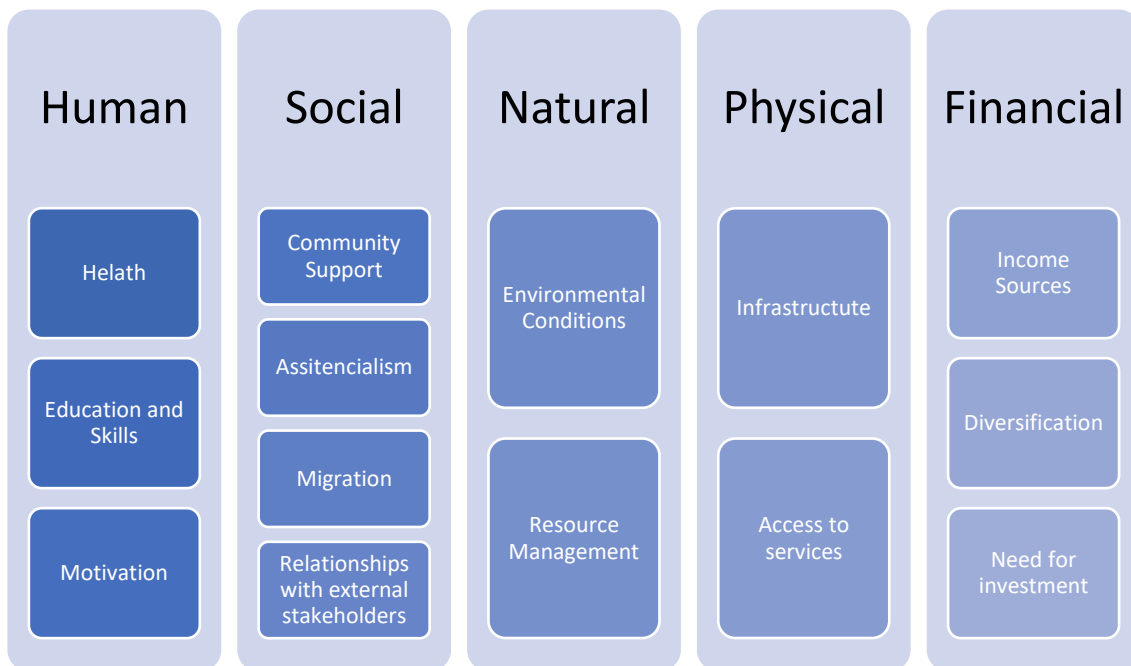 Human
Helath
Education and
Skills
Motivation
Social
Community
Support
Assitencialism
Migration
Relationships
with external
stakeholders
Natural
Environmental
Conditions
Resource
Management
Physical
Infrastructute
Access to
services
Financial
Income
Sources
Diversification
Need for
investment